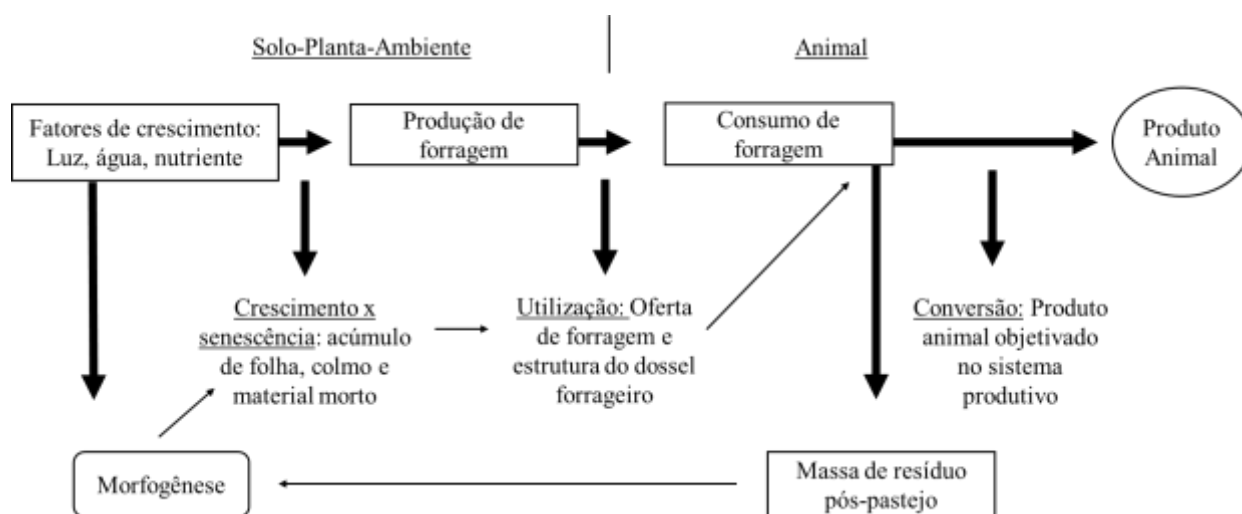 Solo-Planta-Ambiente
Animal
Fatores de crescimento:
Luz, água, nutriente
Produção de
forragem
Consumo de
forragem
Produto
Animal
Crescimento x
senescência: acúmulo
de folha, colmo e
material morto
Utilização: Oferta
de forragem e
estrutura do dossel
forrageiro
Conversão: Produto
animal objetivado
no sistema
produtivo
Morfogênese
Massa de resíduo
pós-pastejo